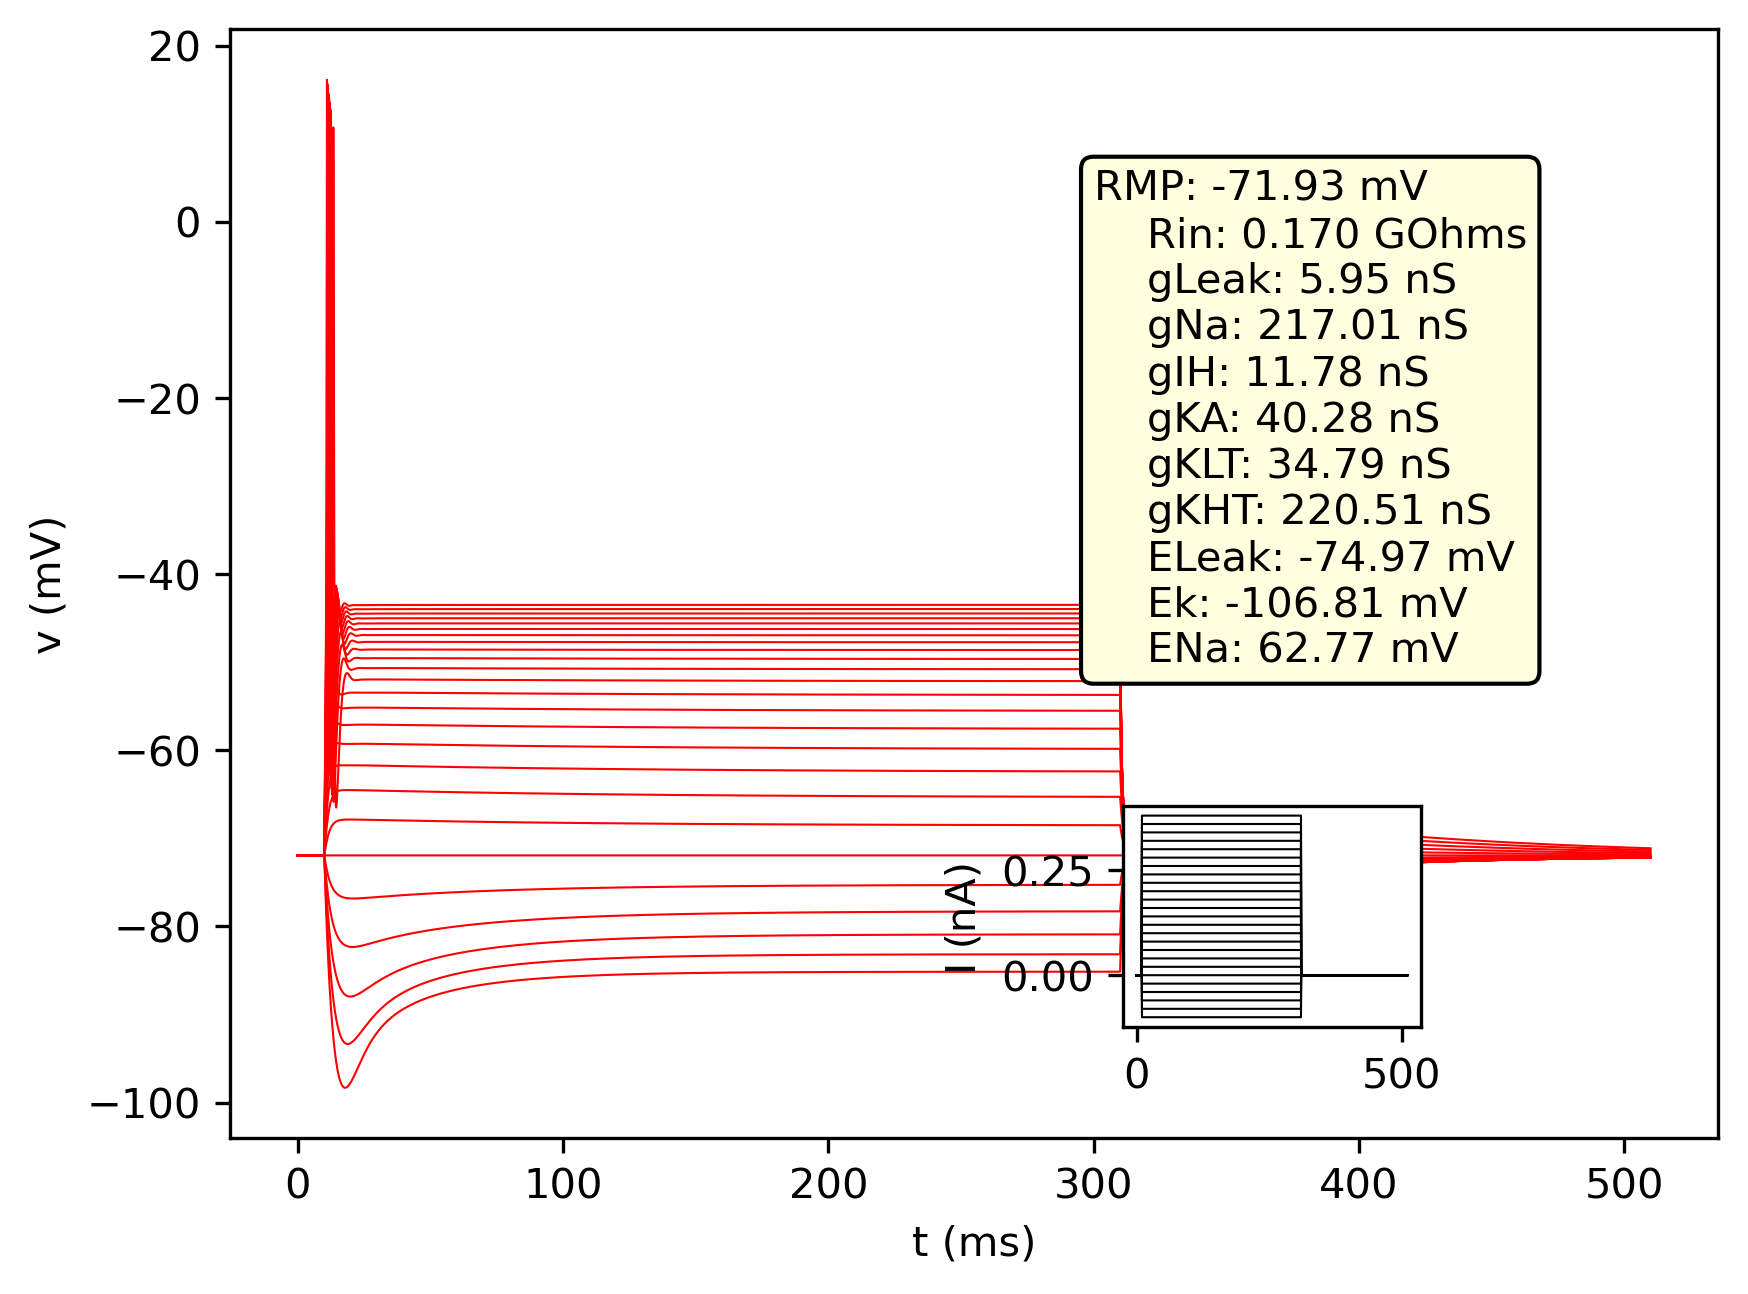 20
0
−20
−40
−60
−80
−100
v (mV)
RMP: -71.93 mV
Rin: 0.170 GOhms
gLeak: 5.95 nS
gNa: 217.01 nS
gIH: 11.78 nS
gKA: 40.28 nS
gKLT: 34.79 nS
gKHT: 220.51 nS
ELeak: -74.97 mV
Ek: -106.81 mV
ENa: 62.77 mV
I (nA)
0.25
0.00
0 500
0 100 200 300 400 500
t (ms)